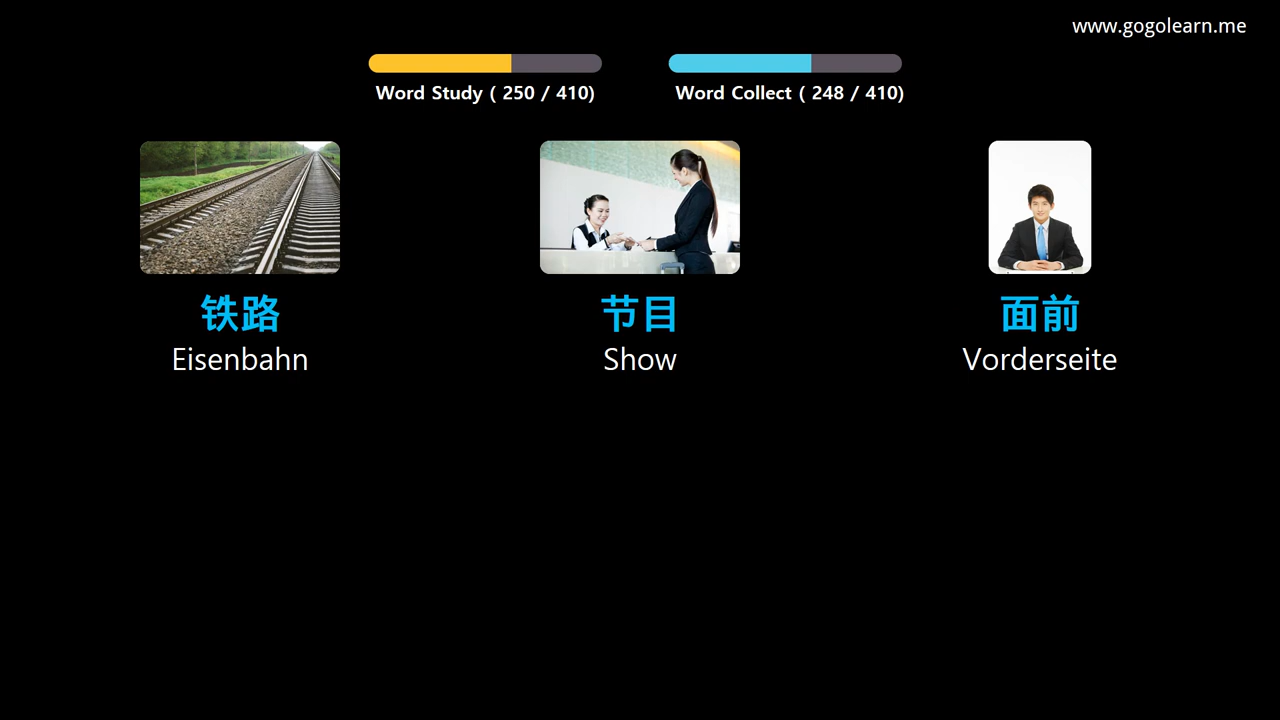 www.gogolearn.me
Word Study ( 250 / 410)
Word Collect ( 248 / 410)
铁路
Eisenbahn
节目
Show
面前
Vorderseite